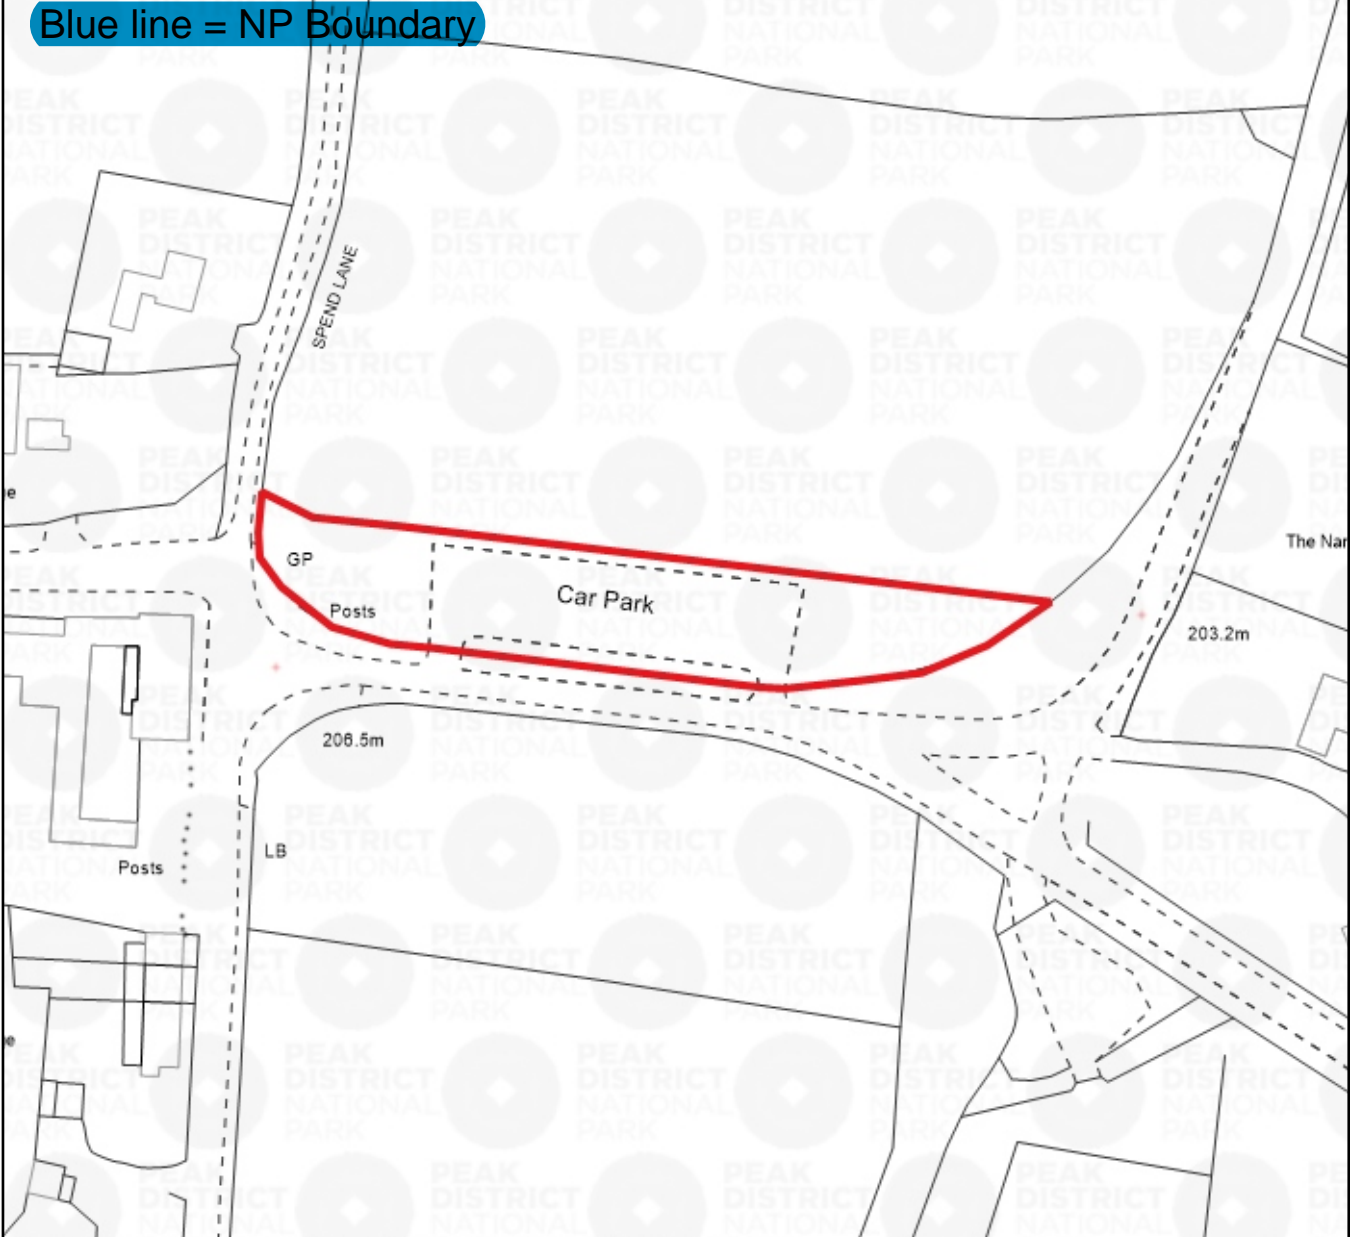 Blue line = NP Boundary
SPEND LANE
GP
Posts
Car Park
The Nar
203.2m
206.5m
LB
Posts
e
e
PEAK
DISTRICT
NATIONAL
PARK